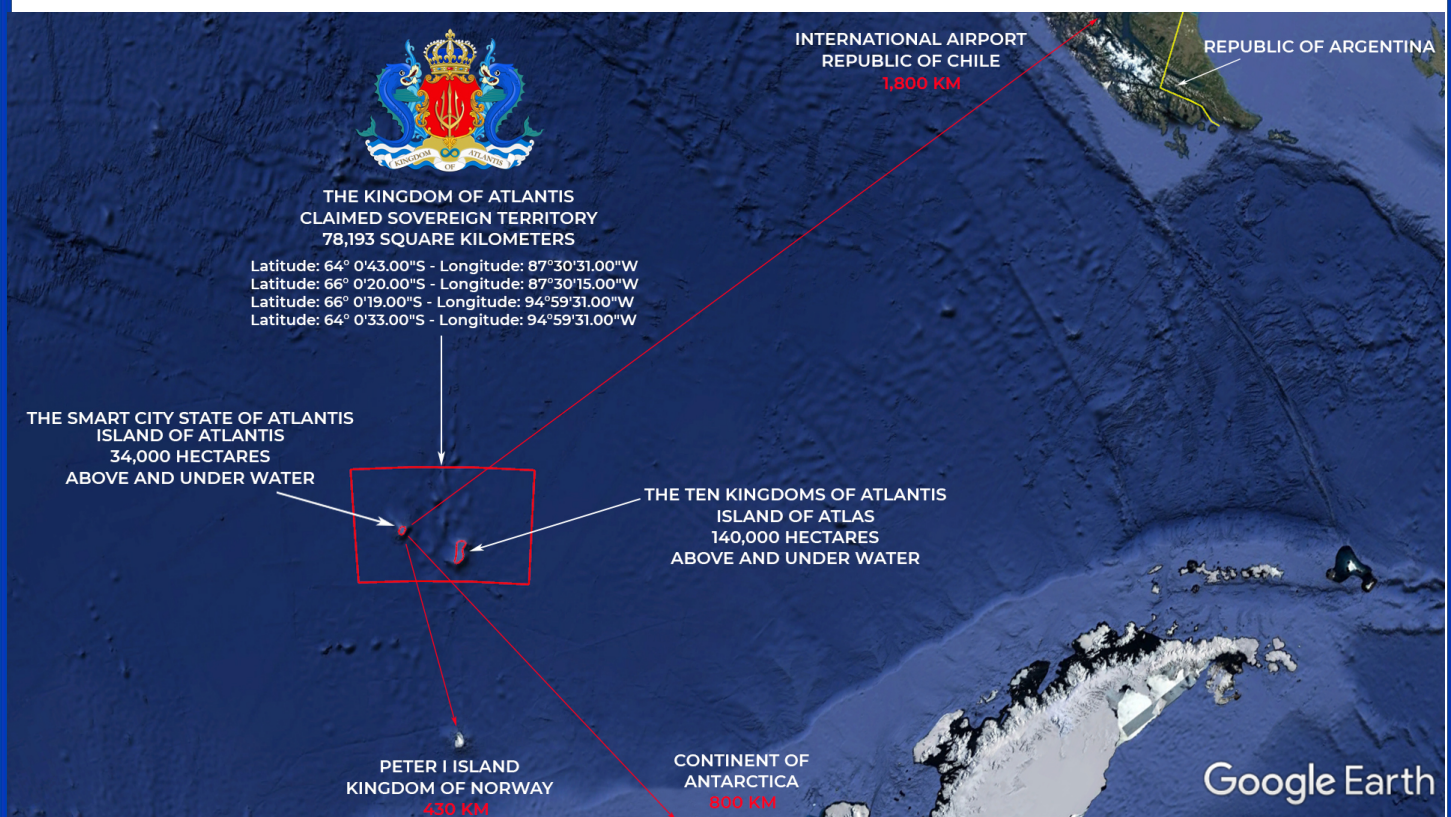 KINGDOM OF ATLANTIS
THE KINGDOM OF ATLANTIS
CLAIMED SOVEREIGN TERRITORY
78,193 SQUARE KILOMETERS
Latitude: 64° 0'43.00"S - Longitude: 87°30'31.00"W
Latitude: 66° 0'20.00"S - Longitude: 87°30'15.00"W
Latitude: 66° 0'19.00"S - Longitude: 94°59'31.00"W
Latitude: 64° 0'33.00"S - Longitude: 94°59'31.00"W
INTERNATIONAL AIRPORT
REPUBLIC OF CHILE
1,800 KM
REPUBLIC OF ARGENTINA
THE SMART CITY STATE OF ATLANTIS
ISLAND OF ATLANTIS
34,000 HECTARES
ABOVE AND UNDER WATER
THE TEN KINGDOMS OF ATLANTIS
ISLAND OF ATLAS
140,000 HECTARES
ABOVE AND UNDER WATER
PETER I ISLAND
KINGDOM OF NORWAY
430 KM
CONTINENT OF
ANTARCTICA
800 KM
Google Earth